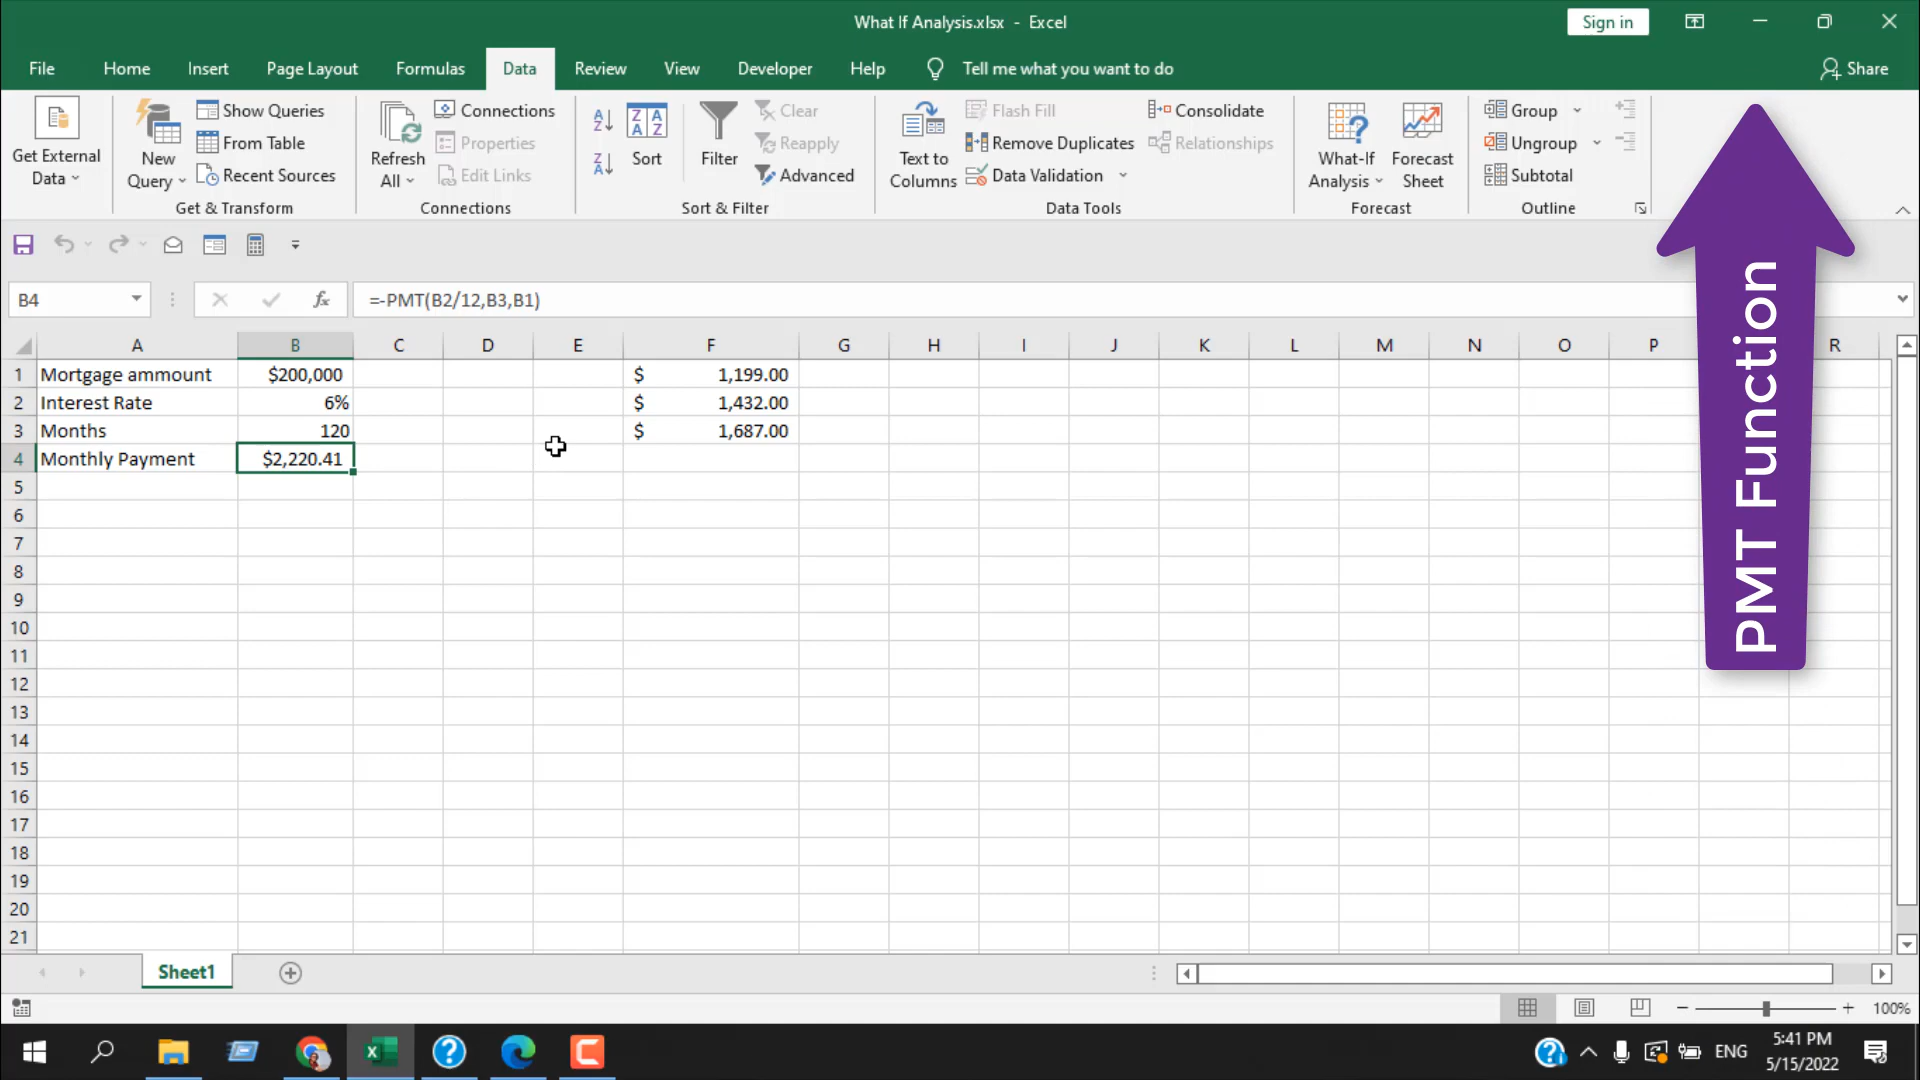 What If Analysis.xlsx - Excel
Sign in
File Home Insert Page Layout Formulas Data Review View Developer Help Tell me what you want to do Share
Get External Data
New Query
Show Queries
From Table
Recent Sources
Get & Transform
Refresh All
Connections
Properties
Edit Links
Connections
Sort
Filter
Clear
Reapply
Advanced
Sort & Filter
Text to Columns
Flash Fill
Remove Duplicates
Data Validation
Consolidate
Relationships
Data Tools
What-If Analysis
Forecast Sheet
Forecast
Group
Ungroup
Subtotal
Outline
B4 fx =-PMT(B2/12,B3,B1)
A B C D E F G H I J K L M N O P R
1 Mortgage ammount $200,000 $ 1,199.00
2 Interest Rate 6% $ 1,432.00
3 Months 120 $ 1,687.00
4 Monthly Payment $2,220.41
5
6
7
8
9
10
11
12
13
14
15
16
17
18
19
20
21
PMT Function
Sheet1
100%
ENG
5:41 PM
5/15/2022